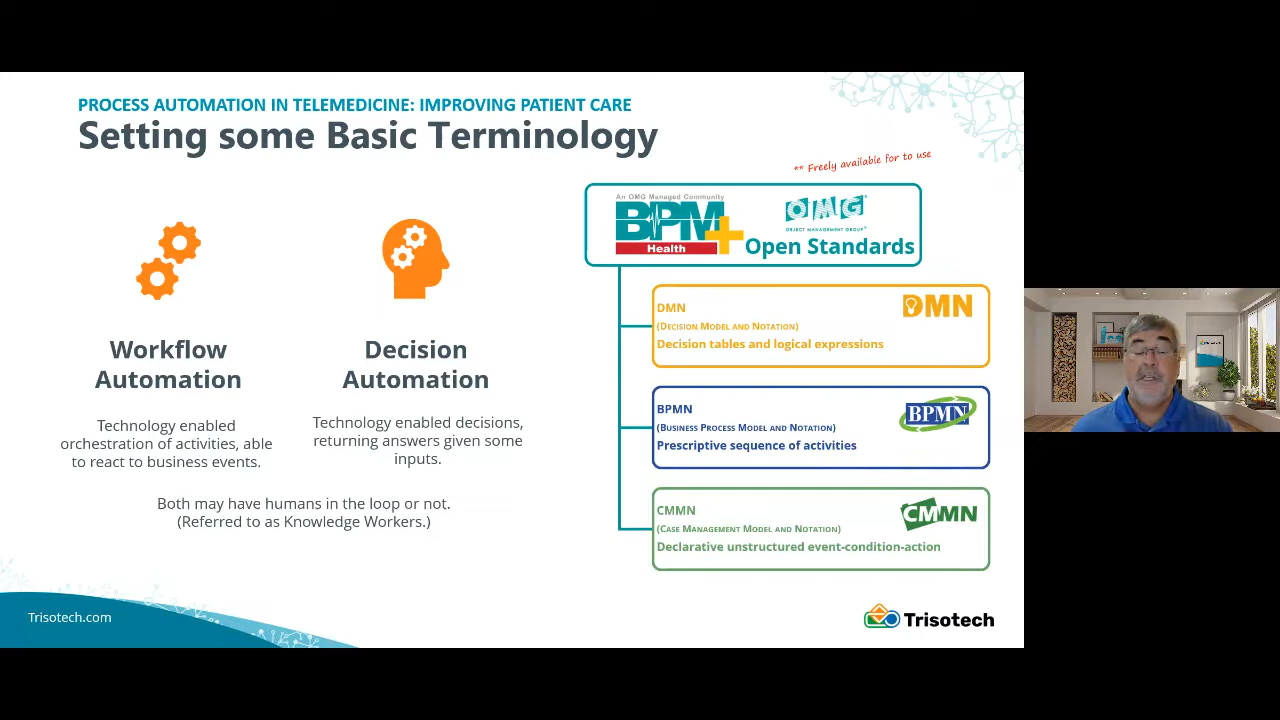 PROCESS AUTOMATION IN TELEMEDICINE: IMPROVING PATIENT CARE
Setting some Basic Terminology
** Freely available for to use
An OMG Managed Community
BPM+
Health
OMG
OBJECT MANAGEMENT GROUP
Open Standards
Workflow
Automation
Technology enabled
orchestration of activities, able
to react to business events.
Decision
Automation
Technology enabled decisions,
returning answers given some
inputs.
Both may have humans in the loop or not.
(Referred to as Knowledge Workers.)
DMN
(Decision Model and Notation)
Decision tables and logical expressions
DMN
BPMN
(Business Process Model and Notation)
Prescriptive sequence of activities
BPMN
CMMN
(Case Management Model and Notation)
Declarative unstructured event-condition-action
CMMN
Trisotech.com
Trisotech
Trisotech